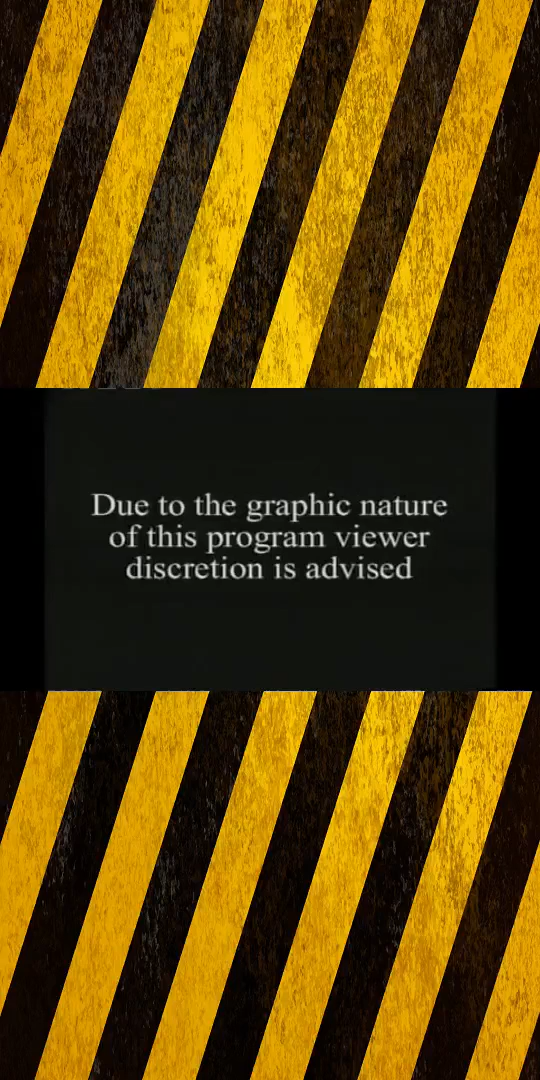 Due to the graphic nature
of this program viewer
discretion is advised